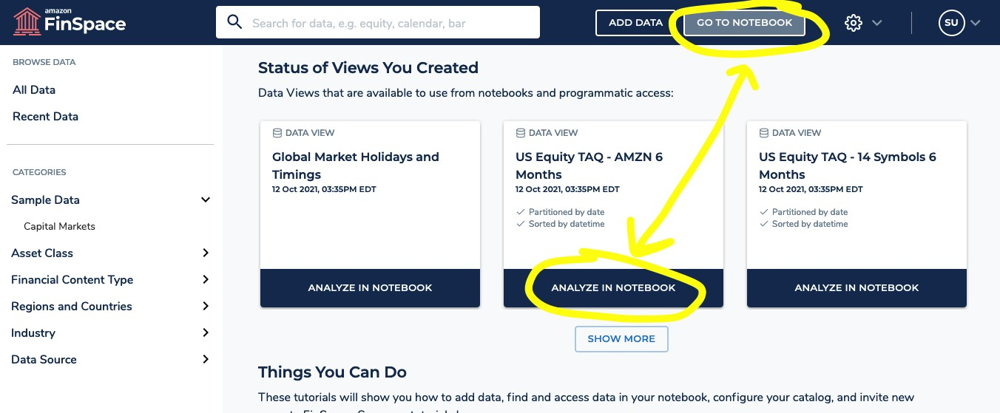 amazon
FinSpace
Search for data, e.g. equity, calendar, bar
ADD DATA
GO TO NOTEBOOK
SU
BROWSE DATA
All Data
Recent Data
CATEGORIES
Sample Data
Capital Markets
Asset Class
Financial Content Type
Regions and Countries
Industry
Data Source
Status of Views You Created
Data Views that are available to use from notebooks and programmatic access:
DATA VIEW
Global Market Holidays and
Timings
12 Oct 2021, 03:35PM EDT
ANALYZE IN NOTEBOOK
DATA VIEW
US Equity TAQ - AMZN 6
Months
12 Oct 2021, 03:35PM EDT
Partitioned by date
Sorted by datetime
ANALYZE IN NOTEBOOK
DATA VIEW
US Equity TAQ - 14 Symbols 6
Months
12 Oct 2021, 03:35PM EDT
Partitioned by date
Sorted by datetime
ANALYZE IN NOTEBOOK
SHOW MORE
Things You Can Do
These tutorials will show you how to add data, find and access data in your notebook, configure your catalog, and invite new